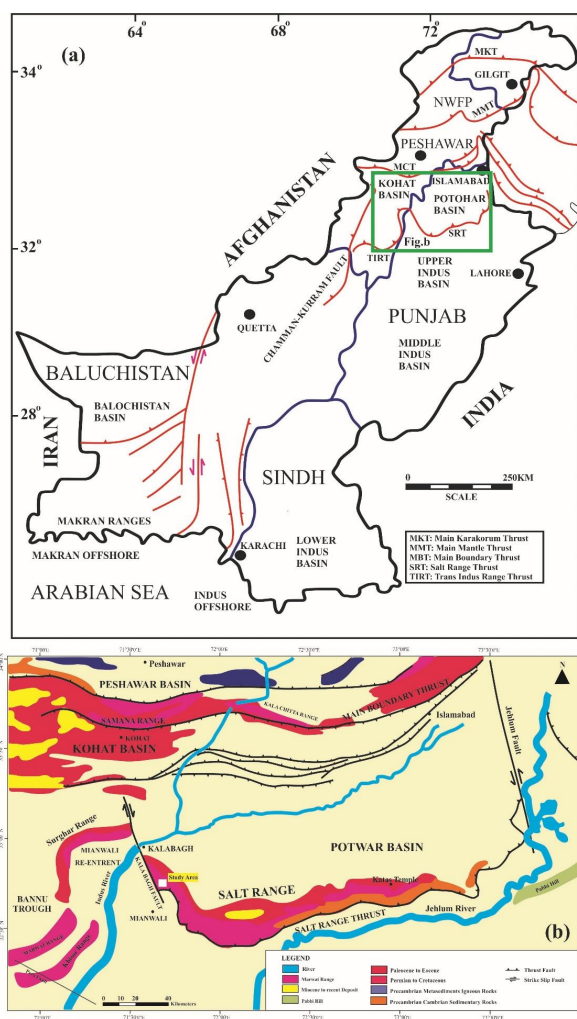 64°
68°
72°
(a)
34°
MKT
GILGIT
NWFP
MMT
PESHAWAR
MCT
ISLAMABAD
KOHAT
BASIN
POTOHAR
BASIN
AFGHANISTAN
32°
SRT
Fig.b
TIRT
UPPER
INDUS
BASIN
LAHORE
CHAMMAN-KURRAM FAULT
QUETTA
PUNJAB
MIDDLE
INDUS
BASIN
BALUCHISTAN
BALOCHISTAN
BASIN
28°
INDIA
IRAN
SINDH
0 250KM
SCALE
MAKRAN RANGES
MAKRAN OFFSHORE
KARACHI
LOWER
INDUS
BASIN
ARABIAN SEA
INDUS
OFFSHORE
MKT: Main Karakorum Thrust
MMT: Main Mantle Thrust
MBT: Main Boundary Thrust
SRT: Salt Range Thrust
TIRT: Trans Indus Range Thrust
Peshawar
PESHAWAR BASIN
SAMANA RANGE
KALA CHITTA RANGE
MAIN BOUNDARY THRUST
KOHAT
KOHAT BASIN
Islamabad
Jehlum Fault
Surghar Range
MIANWALI
RE-ENTRENT
KALABAGH
KALA BAGH FAULT
POTWAR BASIN
Study Area
Indus River
BANNU
TROUGH
MIANWALI
SALT RANGE
Katas Temple
SALT RANGE THRUST
Jehlum River
Pabbi Hill
Khisor Range
(b)
0 10 20 40
Kilometers
LEGEND
River
Marwat Range
Miocene to recent Deposit
Pabbi Hill
Paleocene to Eocene
Permian to Cretaceous
Precambrian Metasediments Igneous Rocks
Precambrian Cambrian Sedimentary Rocks
Thrust Fault
Strike Slip Fault